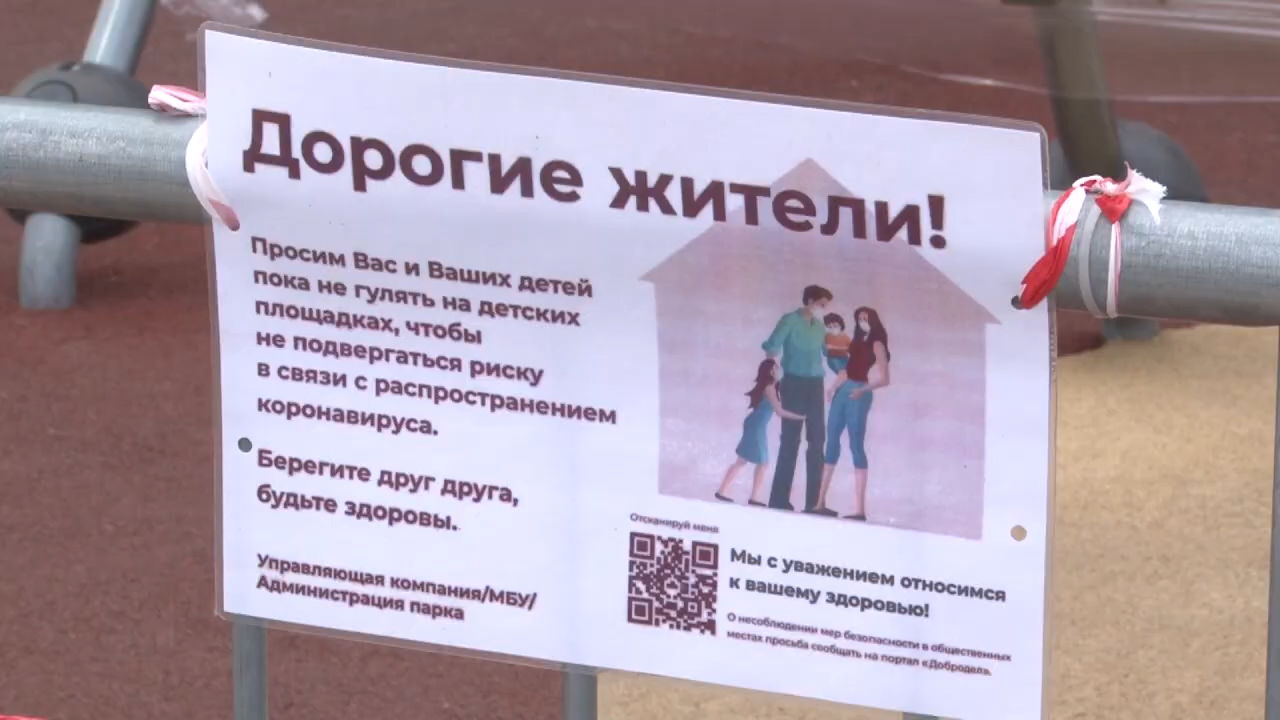 Дорогие жители!
Просим Вас и Ваших детей
пока не гулять на детских
площадках, чтобы
не подвергаться риску
в связи с распространением
коронавируса.
Берегите друг друга,
будьте здоровы.
Управляющая компания/МБУ/
Администрация парка
Отсканируй меня
Мы с уважением относимся
к вашему здоровью!
О несоблюдении мер безопасности в общественных
местах просьба сообщать на портал «Добродел».